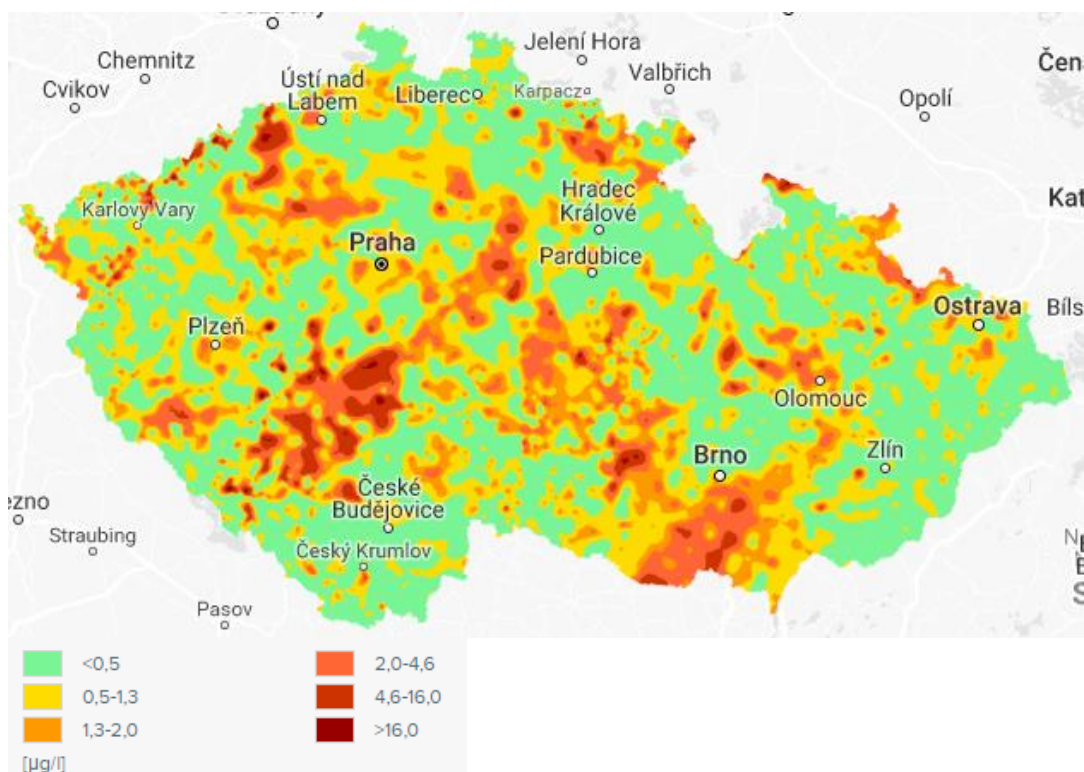 Jelení Hora
Chemnitz
Valbřich
Cvikov
Ústí nad
Labem
Liberec
Karpacz
Opolí
Karlovy Vary
Hradec
Králové
Praha
Pardubice
Plzeň
Ostrava
Olomouc
Brno
Zlín
České
Budějovice
Straubing
Český Krumlov
Pasov
<0,5
2,0-4,6
0,5-1,3
4,6-16,0
1,3-2,0
>16,0
[µg/l]